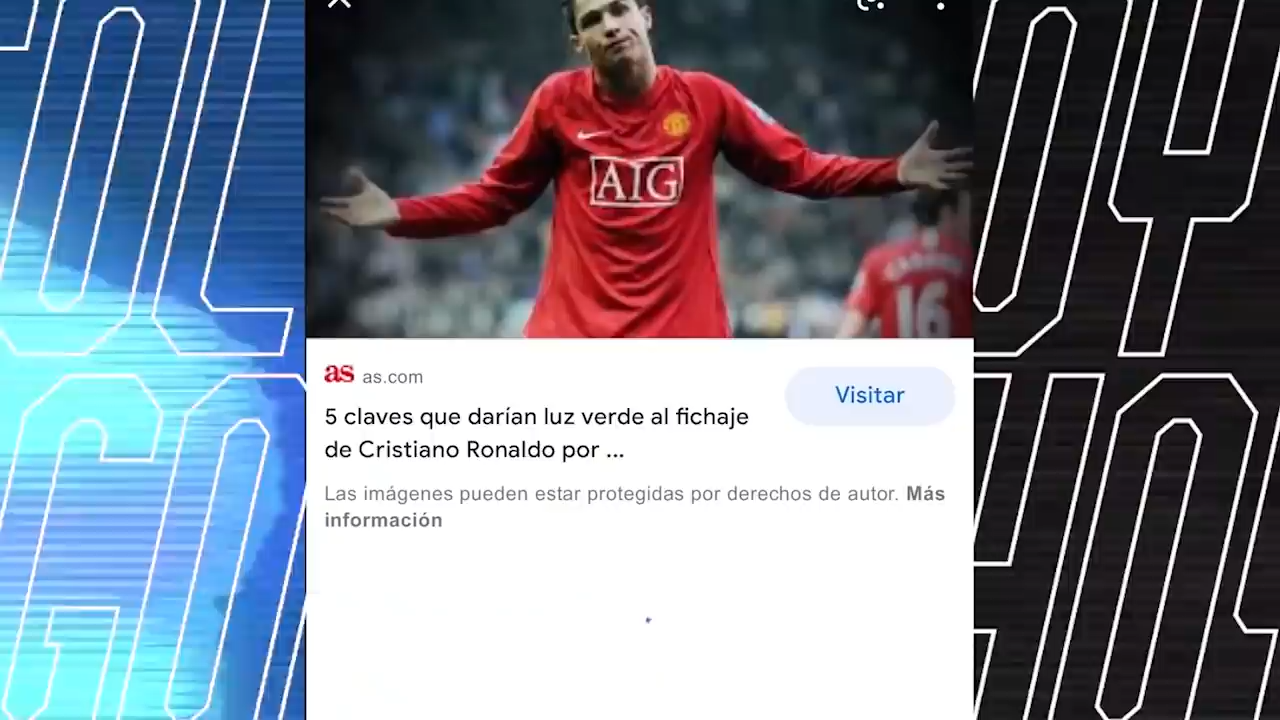 AIG
16
as as.com
Visitar
5 claves que darían luz verde al fichaje
de Cristiano Ronaldo por ...
Las imágenes pueden estar protegidas por derechos de autor. Más
información